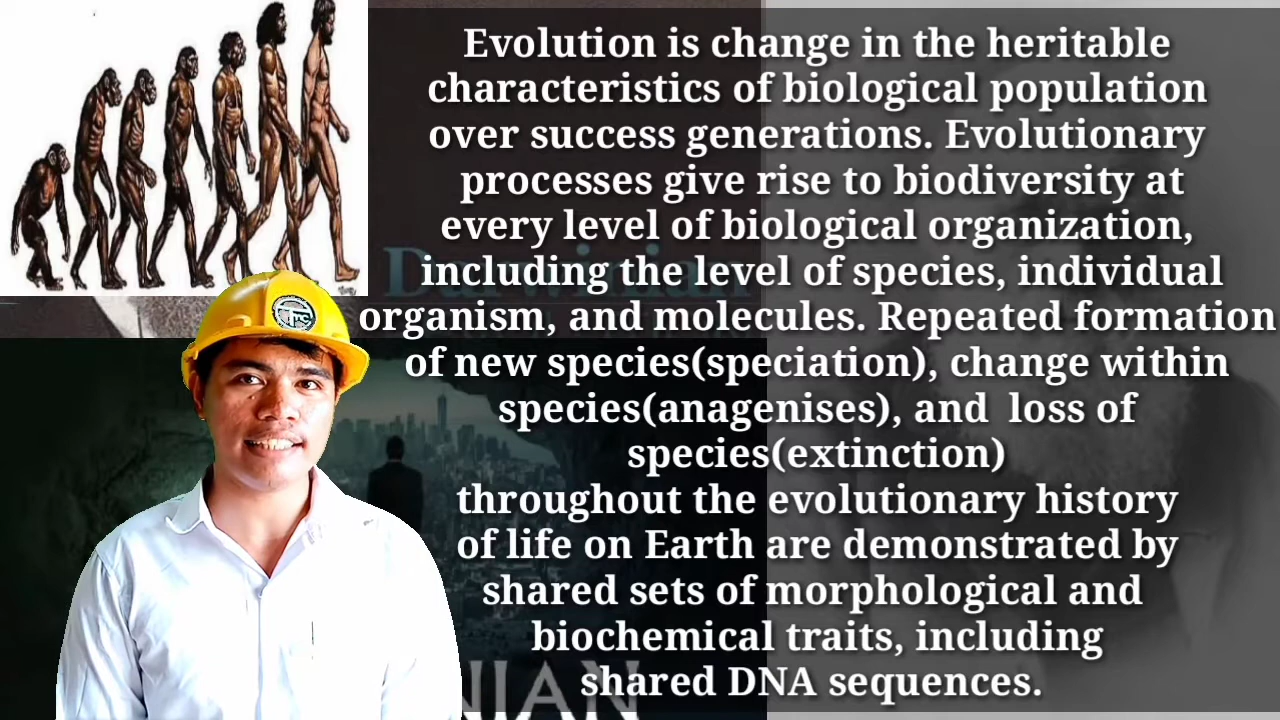 Evolution is change in the heritable
characteristics of biological population
over success generations. Evolutionary
processes give rise to biodiversity at
every level of biological organization,
including the level of species, individual
organism, and molecules. Repeated formation
of new species(speciation), change within
species(anagenises), and  loss of
species(extinction)
throughout the evolutionary history
of life on Earth are demonstrated by
shared sets of morphological and
biochemical traits, including
shared DNA sequences.
Darwinian
NIAN